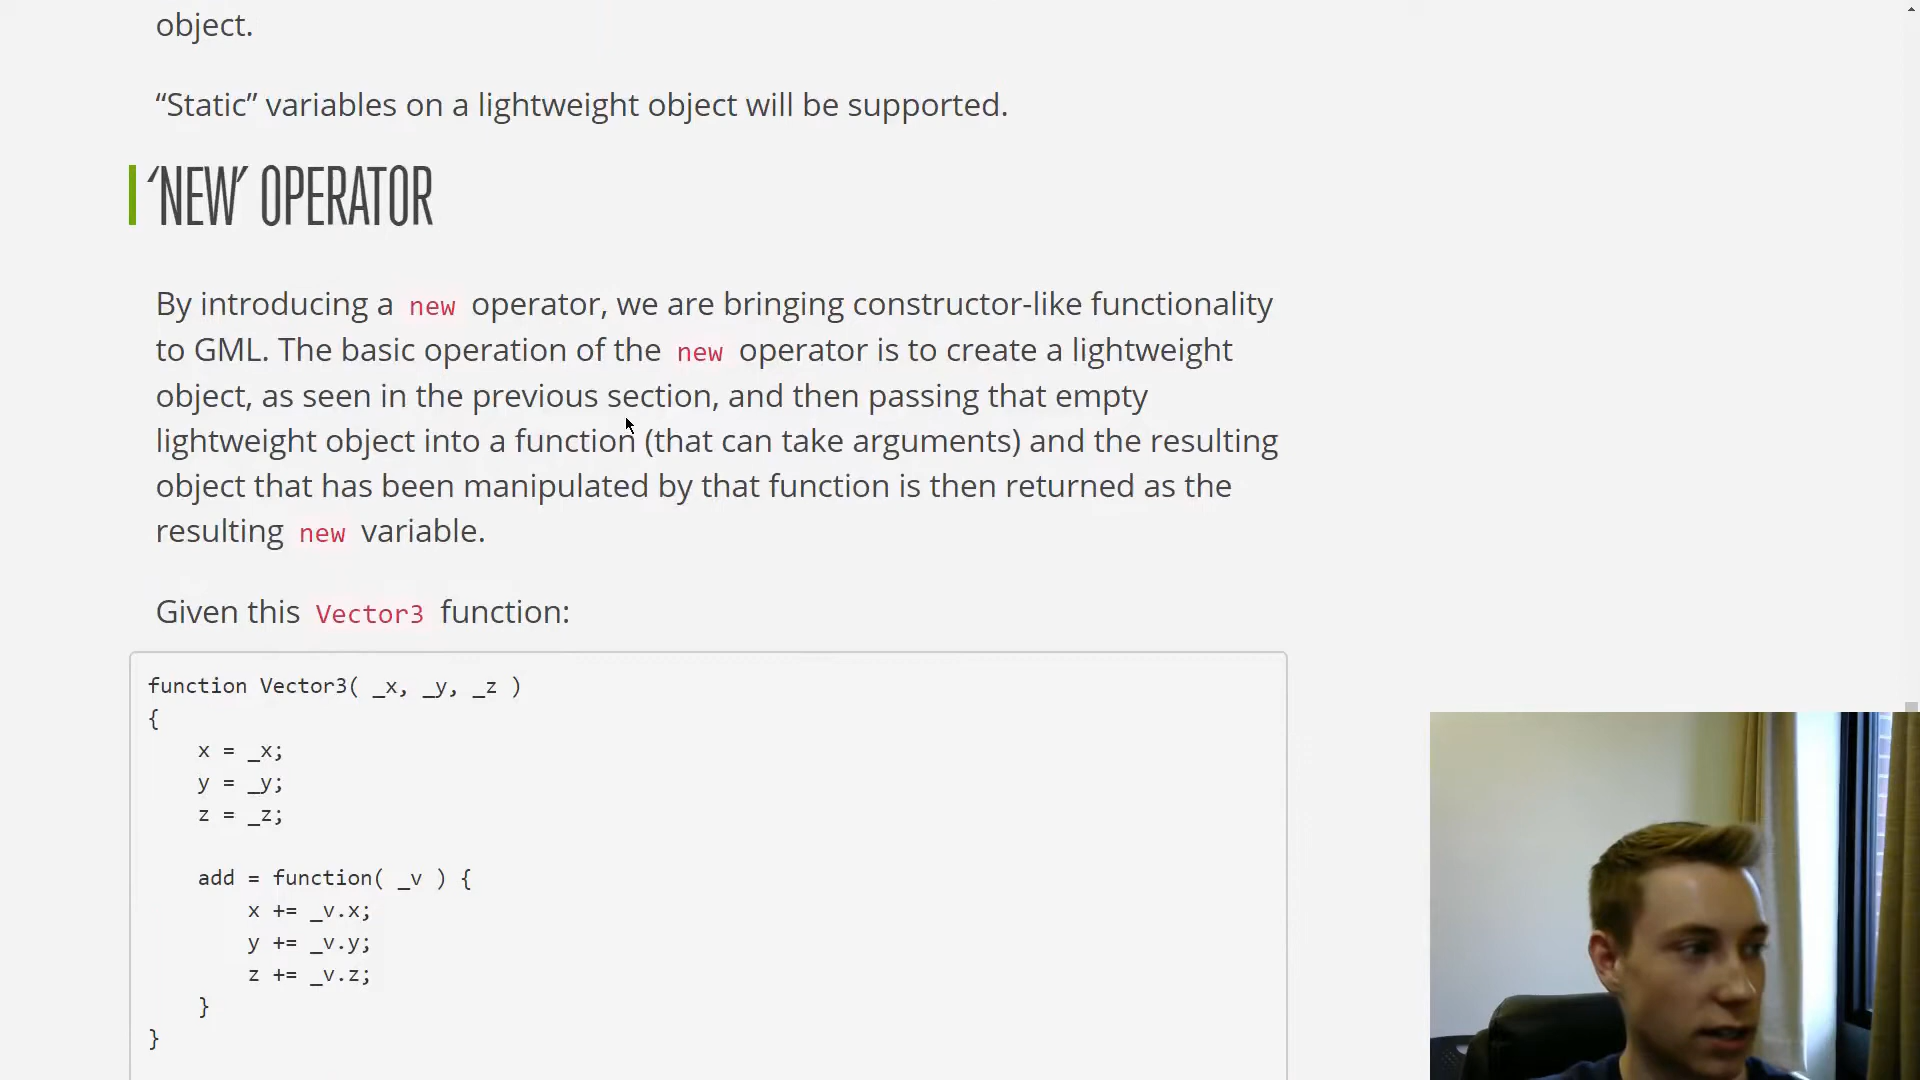 object.
“Static” variables on a lightweight object will be supported.
‘NEW’ OPERATOR
By introducing a new operator, we are bringing constructor-like functionality
to GML. The basic operation of the new operator is to create a lightweight
object, as seen in the previous section, and then passing that empty
lightweight object into a function (that can take arguments) and the resulting
object that has been manipulated by that function is then returned as the
resulting new variable.
Given this Vector3 function:
function Vector3( _x, _y, _z )
{
x = _x;
y = _y;
z = _z;
add = function( _v ) {
x += _v.x;
y += _v.y;
z += _v.z;
}
}